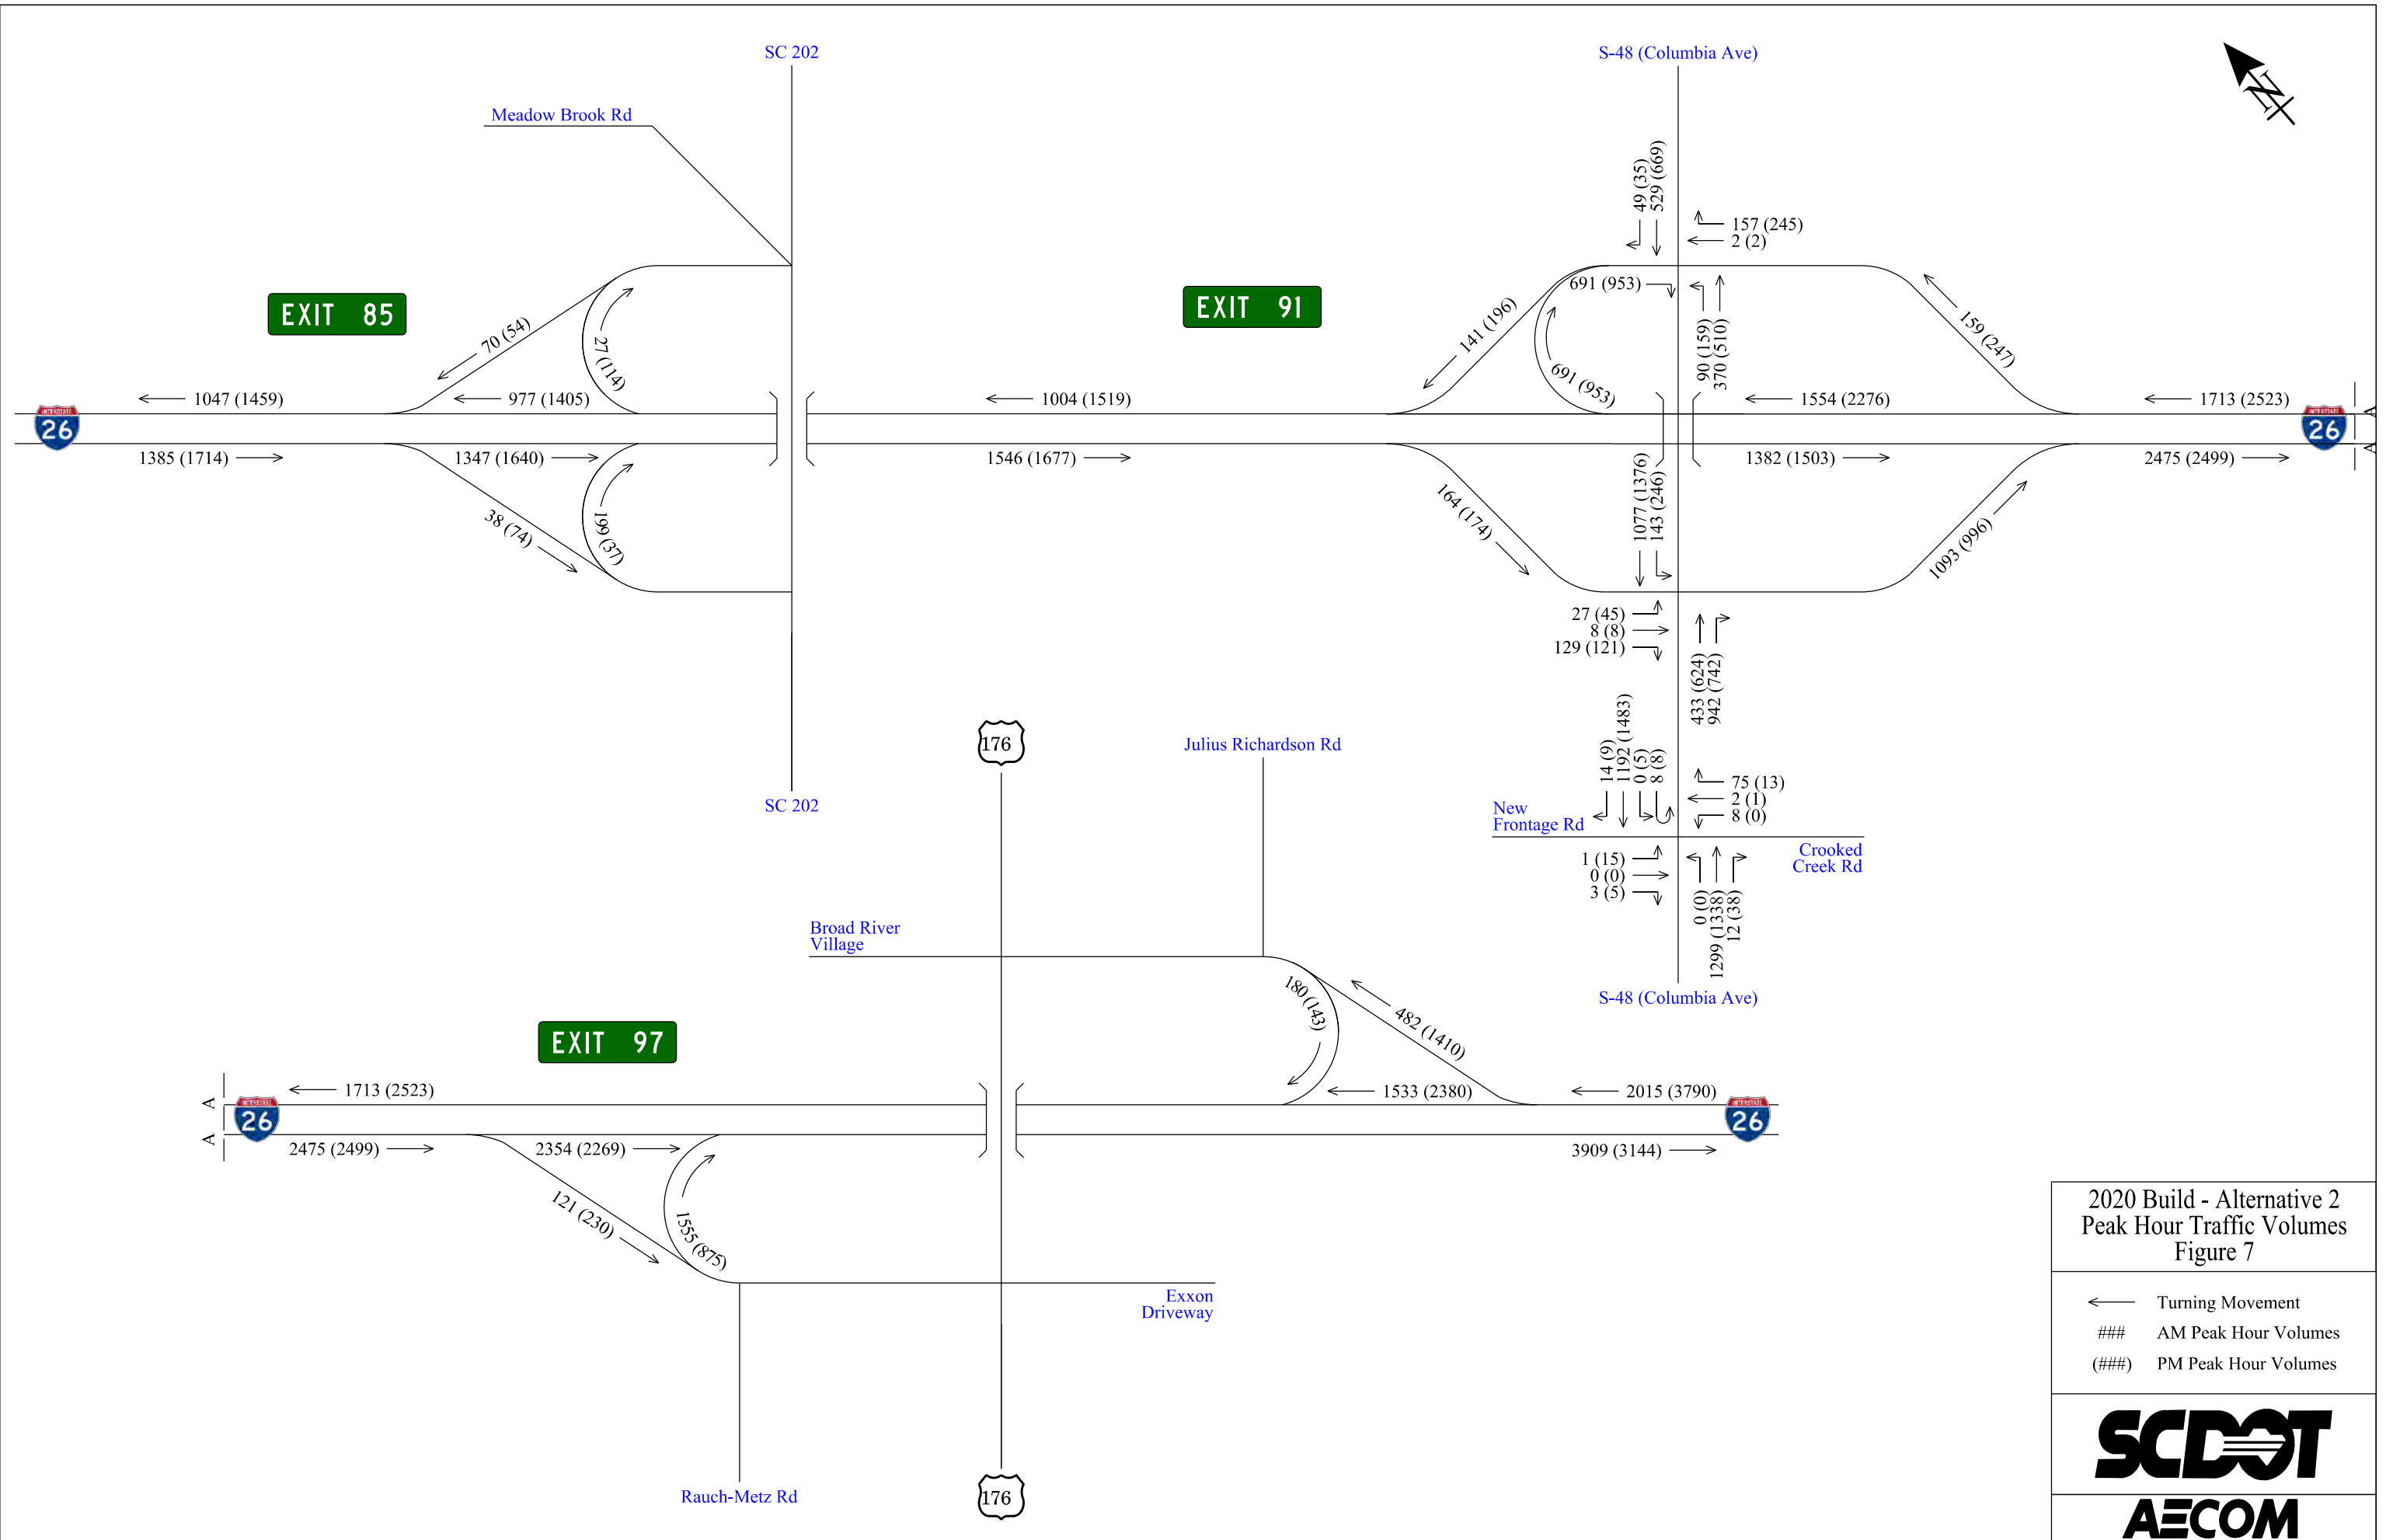 SC 202
S-48 (Columbia Ave)
Meadow Brook Rd
N
49 (35)
529 (669)
157 (245)
2 (2)
EXIT 85
EXIT 91
70 (54)
27 (114)
141 (196)
691 (953)
691 (953)
90 (159)
370 (510)
159 (247)
1047 (1459)
977 (1405)
1004 (1519)
1554 (2276)
1713 (2523)
INTERSTATE
26
INTERSTATE
26
A
A
1385 (1714)
1347 (1640)
1546 (1677)
1382 (1503)
2475 (2499)
38 (74)
199 (37)
164 (174)
1077 (1376)
143 (246)
1093 (996)
27 (45)
8 (8)
129 (121)
433 (624)
942 (742)
176
Julius Richardson Rd
14 (9)
1192 (1483)
0 (5)
8 (8)
75 (13)
2 (1)
8 (0)
SC 202
New
Frontage Rd
Crooked
Creek Rd
1 (15)
0 (0)
3 (5)
0 (0)
1299 (1338)
12 (38)
Broad River
Village
S-48 (Columbia Ave)
180 (143)
482 (1410)
EXIT 97
1713 (2523)
1533 (2380)
2015 (3790)
A
A
INTERSTATE
26
INTERSTATE
26
2475 (2499)
2354 (2269)
3909 (3144)
121 (230)
1555 (875)
Exxon
Driveway
Rauch-Metz Rd
176
2020 Build - Alternative 2
Peak Hour Traffic Volumes
Figure 7
Turning Movement
### AM Peak Hour Volumes
(###) PM Peak Hour Volumes
SCDOT
AECOM